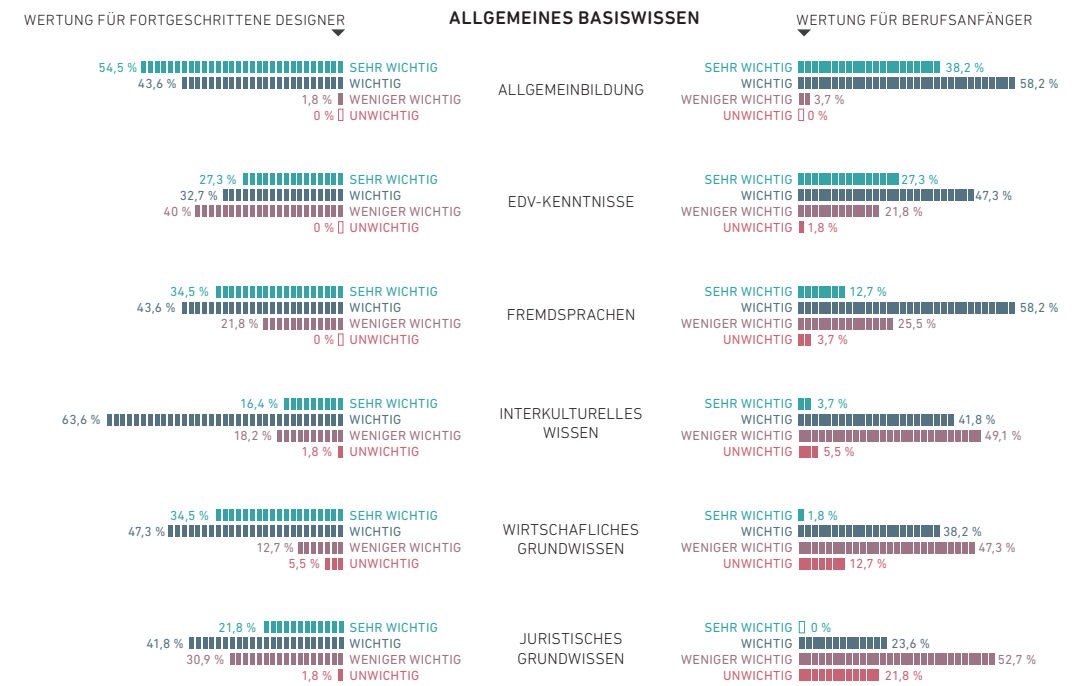 WERTUNG FÜR FORTGESCHRITTENE DESIGNER
ALLGEMEINES BASISWISSEN
WERTUNG FÜR BERUFSANFÄNGER
54,5 % SEHR WICHTIG
43,6 % WICHTIG
1,8 % WENIGER WICHTIG
0 % UNWICHTIG
ALLGEMEINBILDUNG
SEHR WICHTIG 38,2 %
WICHTIG 58,2 %
WENIGER WICHTIG 3,7 %
UNWICHTIG 0 %
27,3 % SEHR WICHTIG
32,7 % WICHTIG
40 % WENIGER WICHTIG
0 % UNWICHTIG
EDV-KENNTNISSE
SEHR WICHTIG 27,3 %
WICHTIG 47,3 %
WENIGER WICHTIG 21,8 %
UNWICHTIG 1,8 %
34,5 % SEHR WICHTIG
43,6 % WICHTIG
21,8 % WENIGER WICHTIG
0 % UNWICHTIG
FREMDSPRACHEN
SEHR WICHTIG 12,7 %
WICHTIG 58,2 %
WENIGER WICHTIG 25,5 %
UNWICHTIG 3,7 %
16,4 % SEHR WICHTIG
63,6 % WICHTIG
18,2 % WENIGER WICHTIG
1,8 % UNWICHTIG
INTERKULTURELLES
WISSEN
SEHR WICHTIG 3,7 %
WICHTIG 41,8 %
WENIGER WICHTIG 49,1 %
UNWICHTIG 5,5 %
34,5 % SEHR WICHTIG
47,3 % WICHTIG
12,7 % WENIGER WICHTIG
5,5 % UNWICHTIG
WIRTSCHAFLICHES
GRUNDWISSEN
SEHR WICHTIG 1,8 %
WICHTIG 38,2 %
WENIGER WICHTIG 47,3 %
UNWICHTIG 12,7 %
21,8 % SEHR WICHTIG
41,8 % WICHTIG
30,9 % WENIGER WICHTIG
1,8 % UNWICHTIG
JURISTISCHES
GRUNDWISSEN
SEHR WICHTIG 0 %
WICHTIG 23,6 %
WENIGER WICHTIG 52,7 %
UNWICHTIG 21,8 %